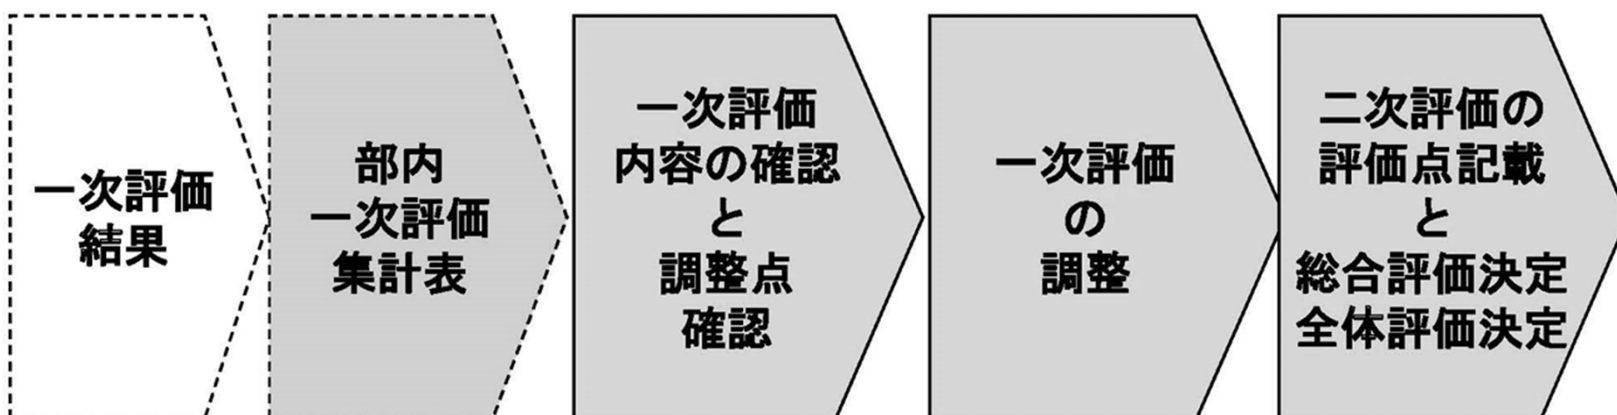 一次評価
結果
部内
一次評価
集計表
一次評価
内容の確認
と
調整点
確認
一次評価
の
調整
二次評価の
評価点記載
と
総合評価決定
全体評価決定